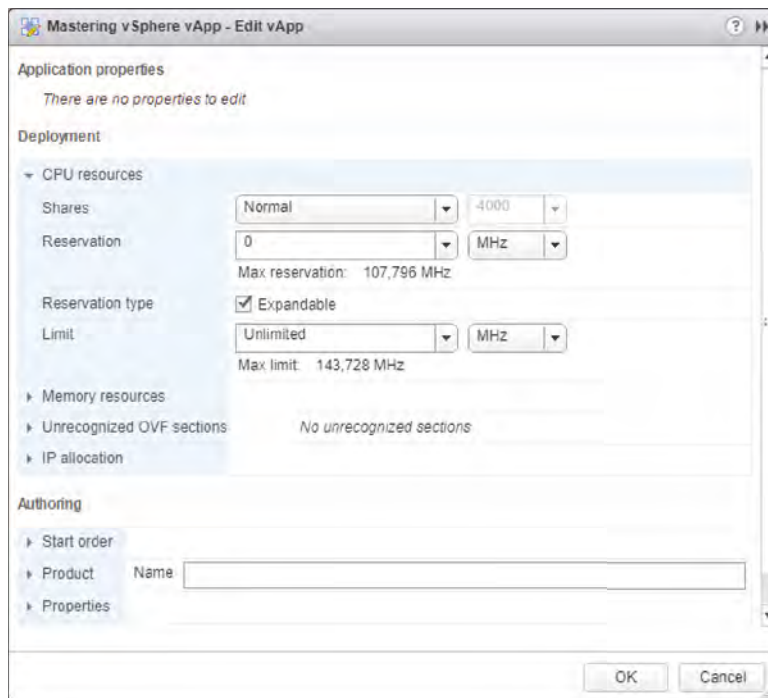 Mastering vSphere vApp - Edit vApp
Application properties
There are no properties to edit
Deployment
CPU resources
Shares Normal 4000
Reservation 0 MHz
Max reservation: 107,796 MHz
Reservation type Expandable
Limit Unlimited MHz
Max limit: 143,728 MHz
Memory resources
Unrecognized OVF sections No unrecognized sections
IP allocation
Authoring
Start order
Product Name
Properties
OK Cancel